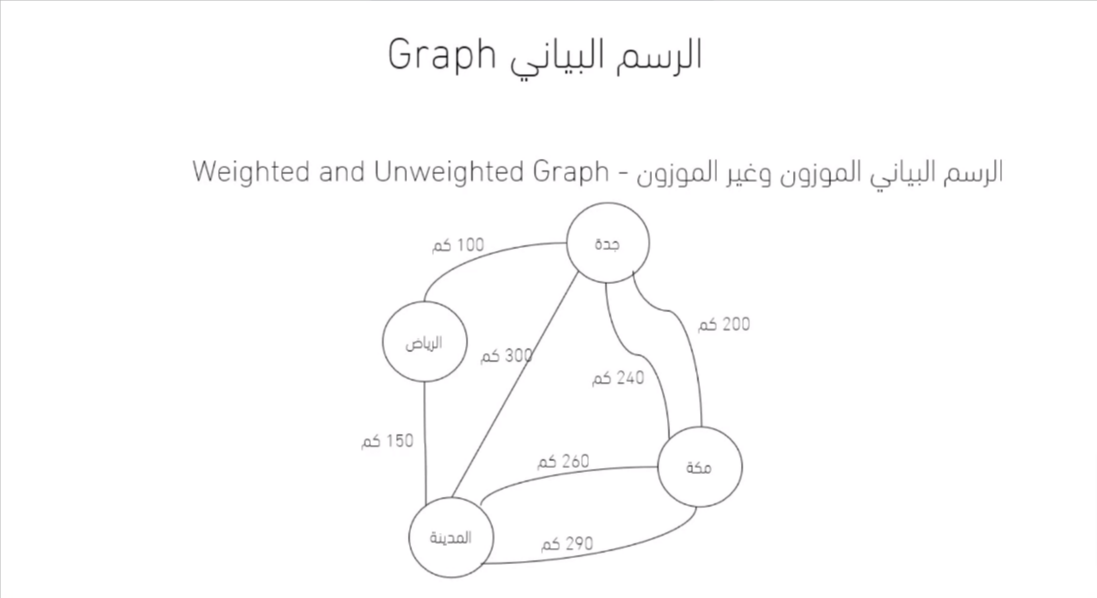 الرسم البياني Graph
الرسم البياني الموزون وغير الموزون - Weighted and Unweighted Graph
جدة
100 كم
200 كم
الرياض
300 كم
240 كم
150 كم
260 كم
مكة
المدينة
290 كم